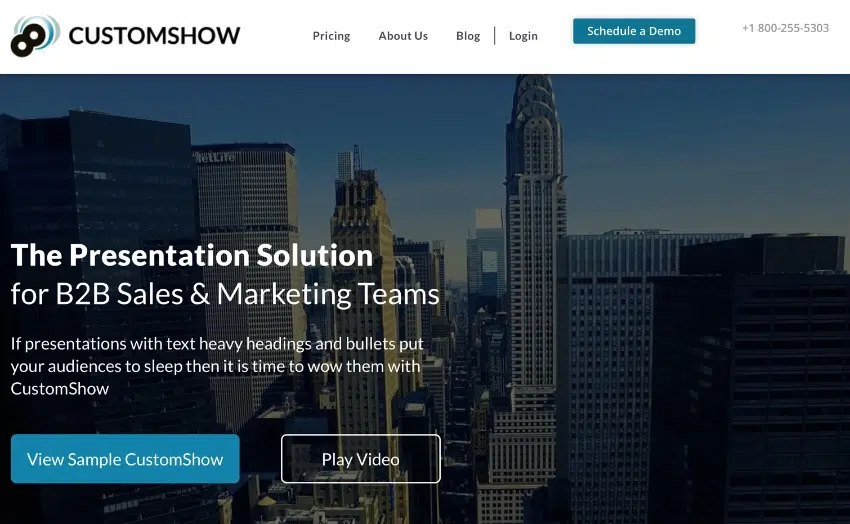 CUSTOMSHOW
Pricing
About Us
Blog
Login
Schedule a Demo
+1 800-255-5303
MetLife
The Presentation Solution
for B2B Sales & Marketing Teams
If presentations with text heavy headings and bullets put
your audiences to sleep then it is time to wow them with
CustomShow
View Sample CustomShow
Play Video